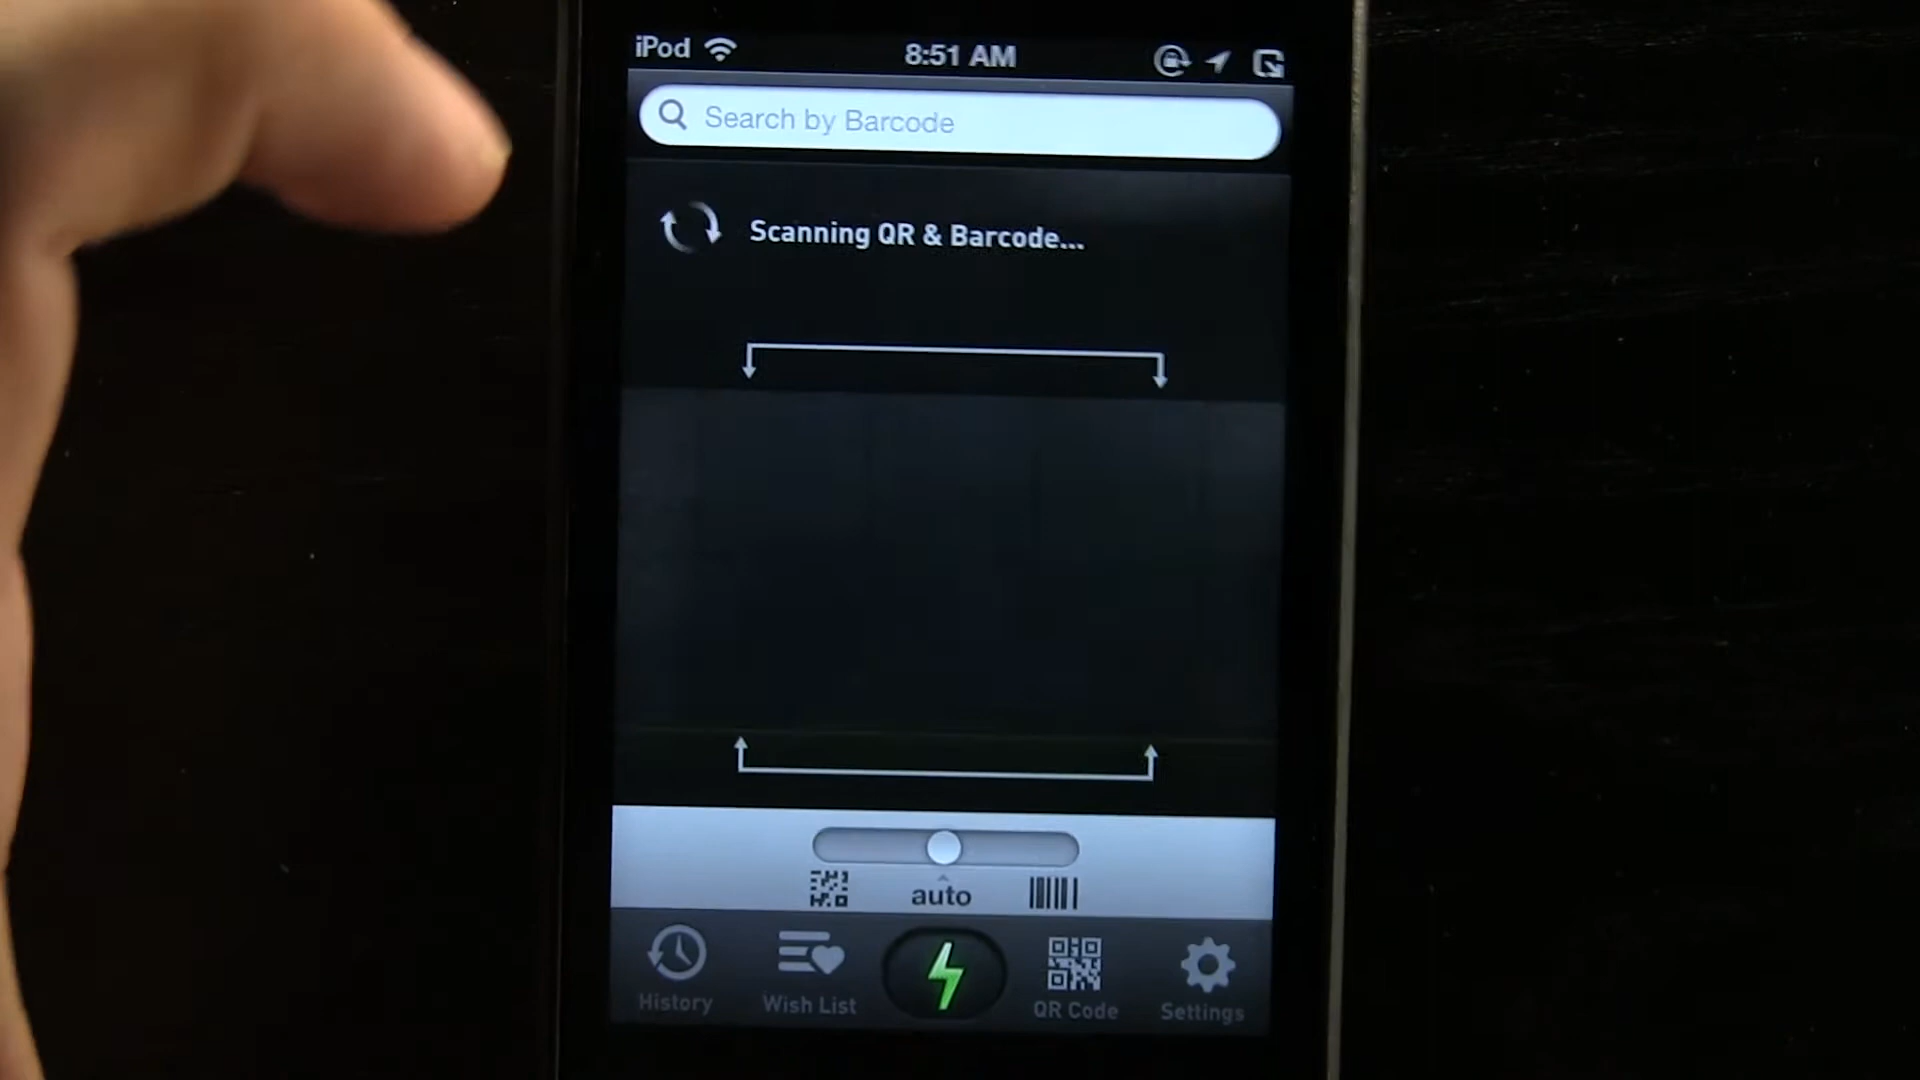 iPod
8:51 AM
Search by Barcode
Scanning QR & Barcode...
auto
History
Wish List
QR Code
Settings